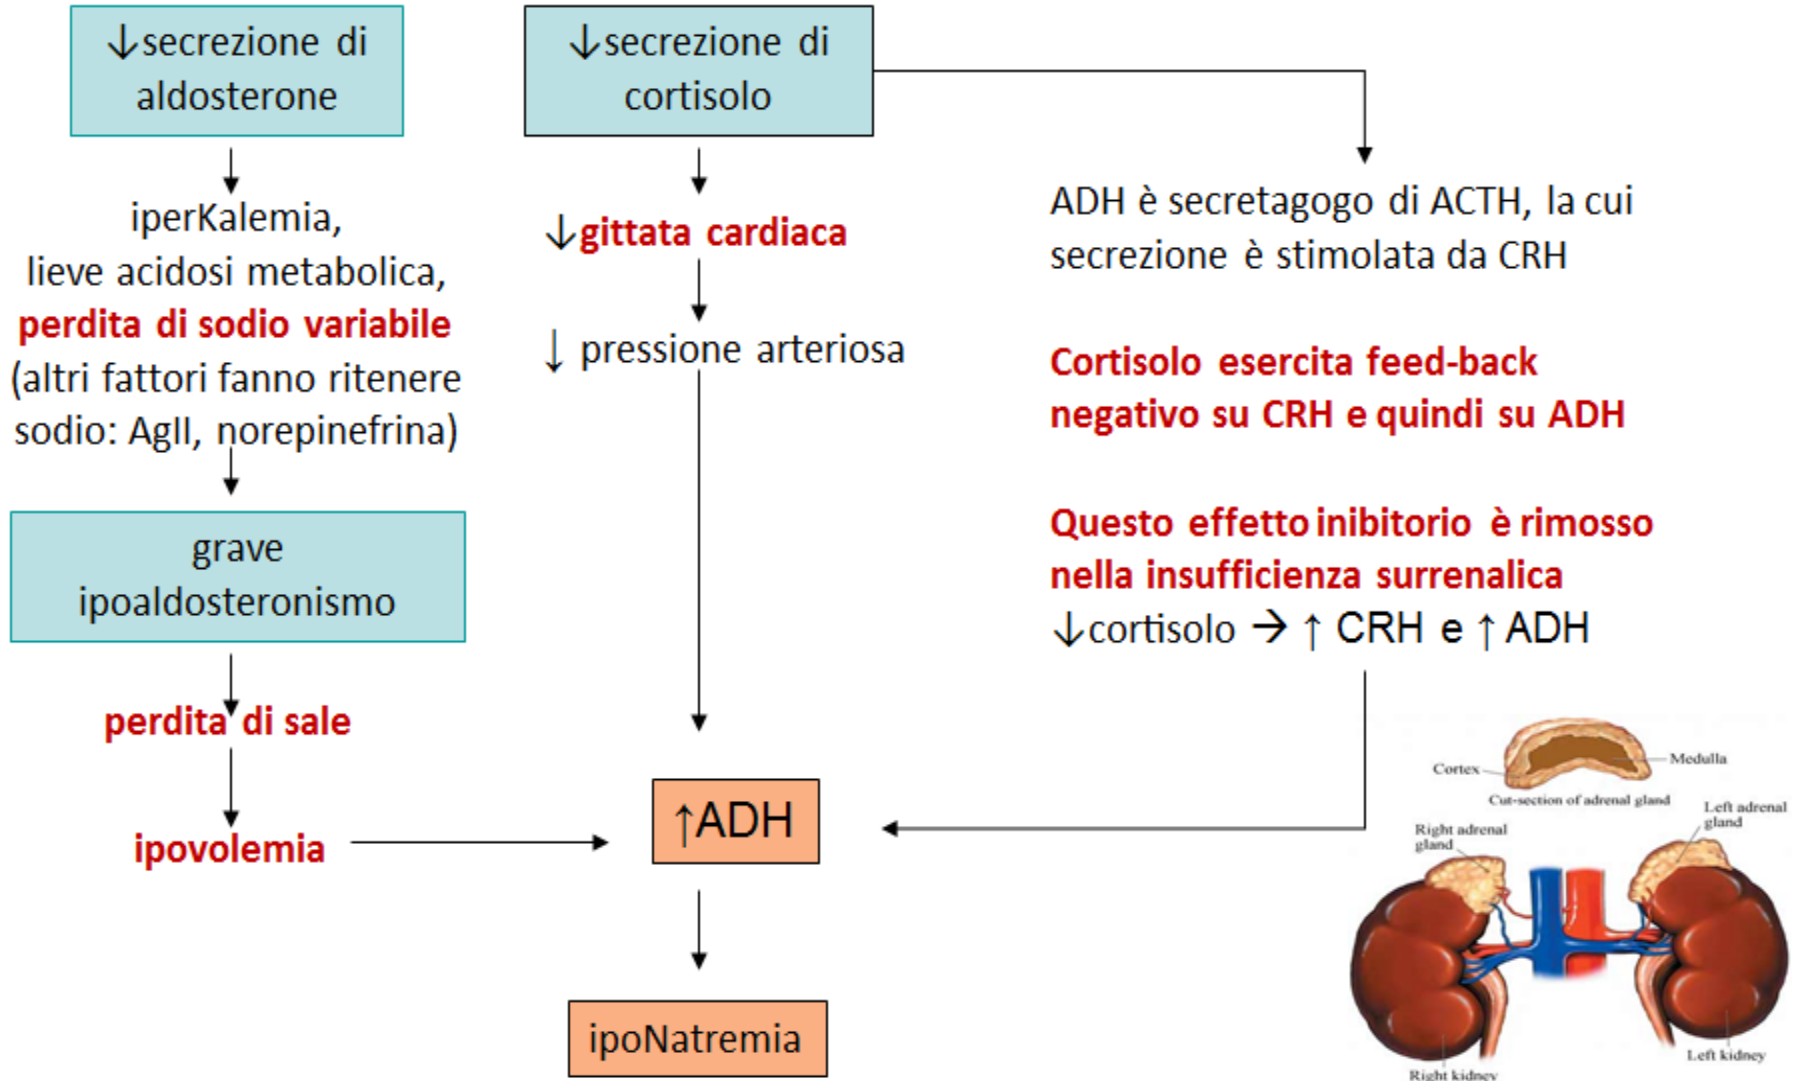 ↓secrezione di
aldosterone
iperKalemia,
lieve acidosi metabolica,
perdita di sodio variabile
(altri fattori fanno ritenere
sodio: AgII, norepinefrina)
grave
ipoaldosteronismo
perdita di sale
ipovolemia
↓secrezione di
cortisolo
↓gittata cardiaca
↓ pressione arteriosa
↑ADH
ipoNatremia
ADH è secretagogo di ACTH, la cui
secrezione è stimolata da CRH
Cortisolo esercita feed-back
negativo su CRH e quindi su ADH
Questo effetto inibitorio è rimosso
nella insufficienza surrenalica
↓cortisolo → ↑ CRH e ↑ ADH
Cortex
Medulla
Cut-section of adrenal gland
Left adrenal
gland
Right adrenal
gland
Left kidney
Right kidney